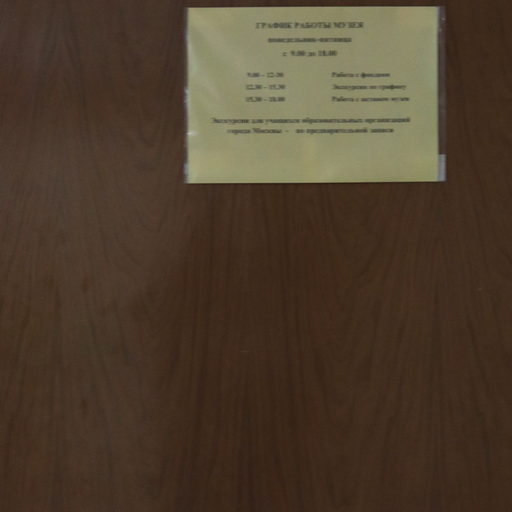 ГРАФИК РАБОТЫ МУЗЕЯ
понедельник-пятница
с 9.00 до 18.00
9.00 – 12-30 Работа с фондами
12.30 – 15.30 Экскурсии по графику
15.30 – 18.00 Работа с активом музея
Экскурсии для учащихся образовательных организаций
города Москвы – по предварительной записи